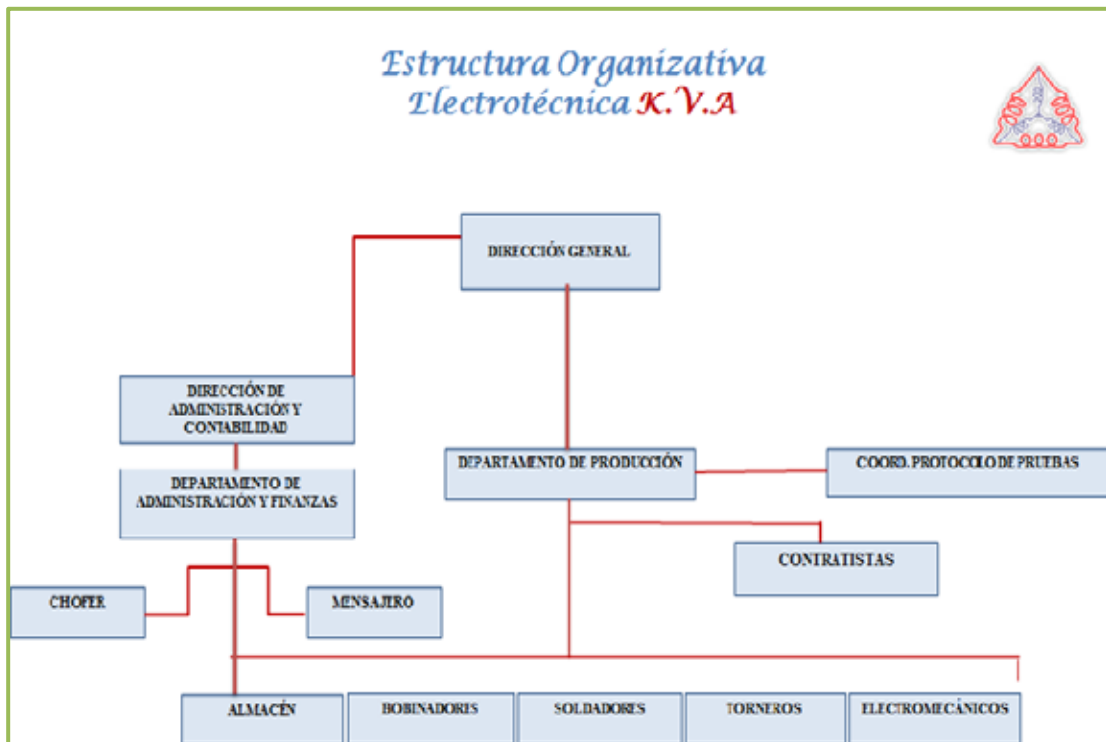 Estructura Organizativa
Electrotécnica K.V.A
DIRECCIÓN GENERAL
DIRECCIÓN DE
ADMINISTRACIÓN Y
CONTABILIDAD
DEPARTAMENTO DE
ADMINISTRACIÓN Y FINANZAS
DEPARTAMENTO DE PRODUCCIÓN
COORD. PROTOCOLO DE PRUEBAS
CONTRATISTAS
CHOFER
MENSAJERO
ALMACÉN
BOBINADORES
SOLDADORES
TORNEROS
ELECTROMECÁNICOS